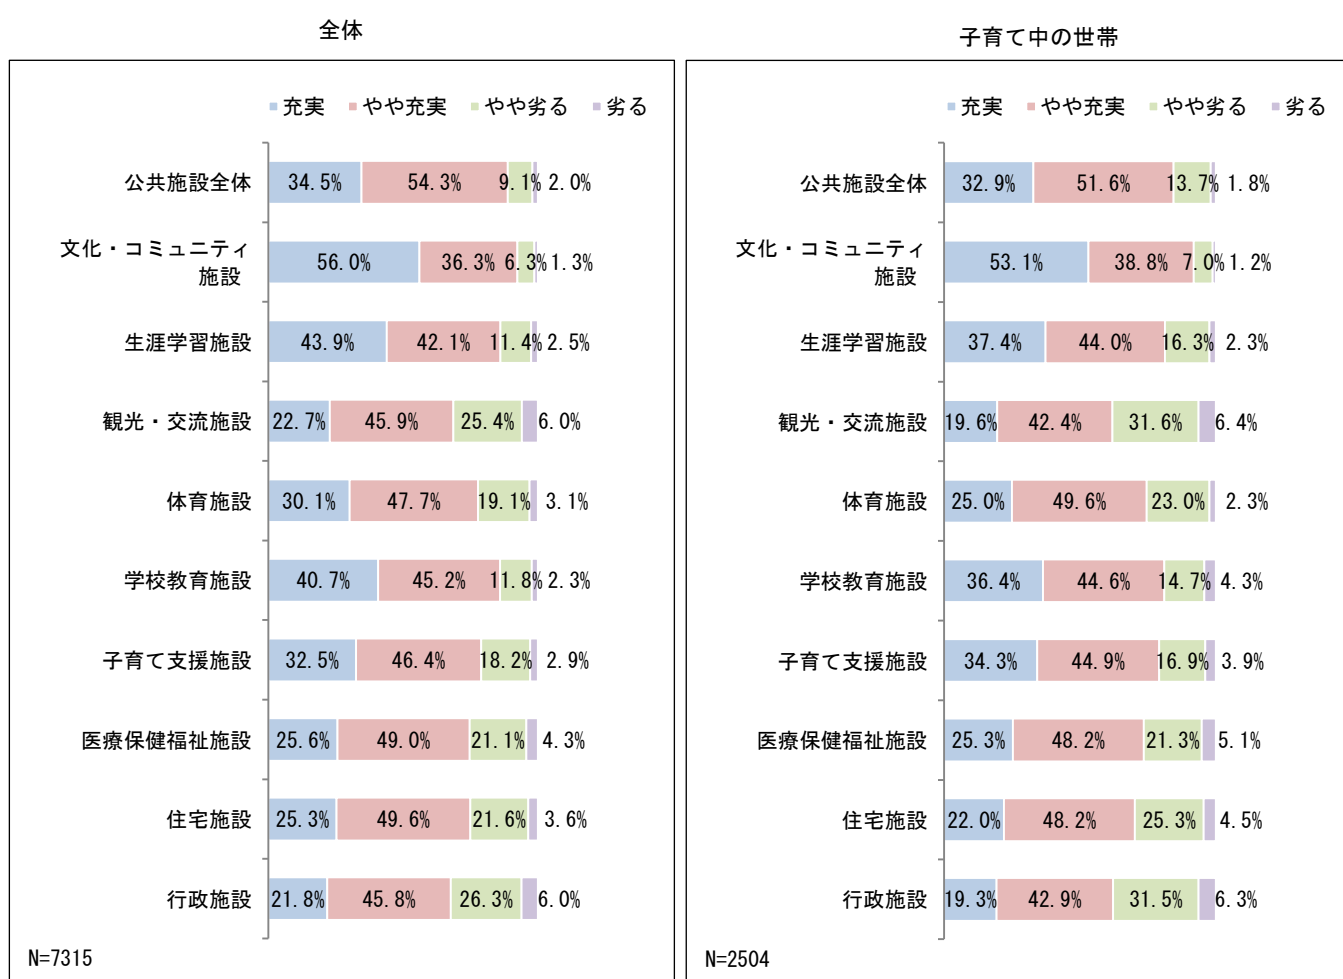 全体
充実 やや充実 やや劣る 劣る
公共施設全体 34.5% 54.3% 9.1% 2.0%
文化・コミュニティ
施設 56.0% 36.3% 6.3% 1.3%
生涯学習施設 43.9% 42.1% 11.4% 2.5%
観光・交流施設 22.7% 45.9% 25.4% 6.0%
体育施設 30.1% 47.7% 19.1% 3.1%
学校教育施設 40.7% 45.2% 11.8% 2.3%
子育て支援施設 32.5% 46.4% 18.2% 2.9%
医療保健福祉施設 25.6% 49.0% 21.1% 4.3%
住宅施設 25.3% 49.6% 21.6% 3.6%
行政施設 21.8% 45.8% 26.3% 6.0%
N=7315
子育て中の世帯
充実 やや充実 やや劣る 劣る
公共施設全体 32.9% 51.6% 13.7% 1.8%
文化・コミュニティ
施設 53.1% 38.8% 7.0% 1.2%
生涯学習施設 37.4% 44.0% 16.3% 2.3%
観光・交流施設 19.6% 42.4% 31.6% 6.4%
体育施設 25.0% 49.6% 23.0% 2.3%
学校教育施設 36.4% 44.6% 14.7% 4.3%
子育て支援施設 34.3% 44.9% 16.9% 3.9%
医療保健福祉施設 25.3% 48.2% 21.3% 5.1%
住宅施設 22.0% 48.2% 25.3% 4.5%
行政施設 19.3% 42.9% 31.5% 6.3%
N=2504